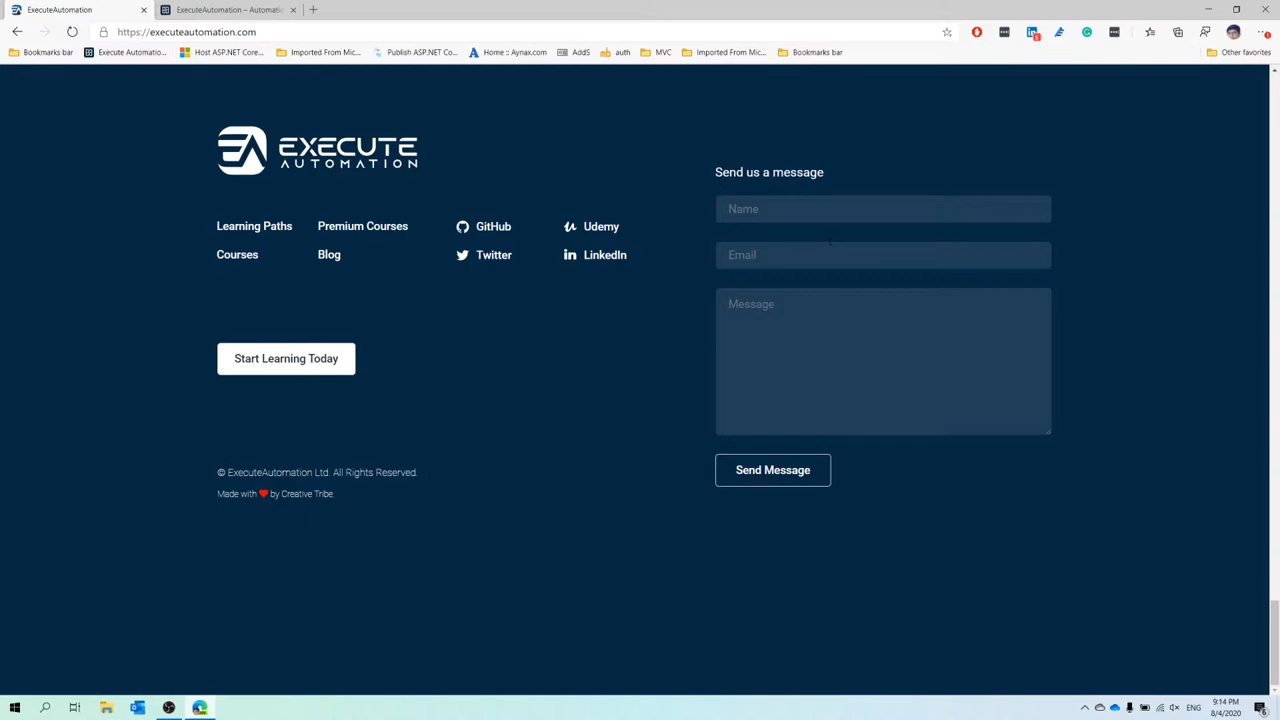 ExecuteAutomation
ExecuteAutomation – Automatio
https://executeautomation.com
Bookmarks bar
Execute Automatio...
Host ASP.NET Core...
Imported From Mic...
Publish ASP.NET Co...
Home :: Aynax.com
AddS
auth
MVC
Imported From Mic...
Bookmarks bar
Other favorites
EXECUTE
AUTOMATION
Learning Paths
Premium Courses
GitHub
Udemy
Courses
Blog
Twitter
LinkedIn
Start Learning Today
© ExecuteAutomation Ltd. All Rights Reserved.
Made with ❤ by Creative Tribe.
Send us a message
Name
Email
Message
Send Message
ENG
9:14 PM
8/4/2020